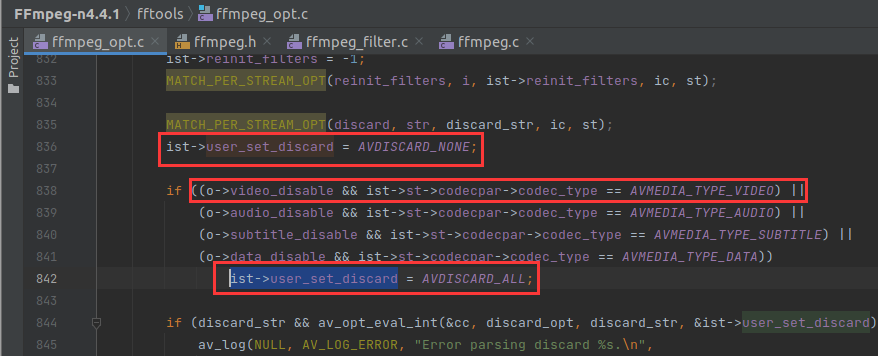 FFmpeg-n4.4.1 › fftools › ffmpeg_opt.c
Project
ffmpeg_opt.c × ffmpeg.h × ffmpeg_filter.c × ffmpeg.c ×
832 ist->reinit_filters = -1;
833 MATCH_PER_STREAM_OPT(reinit_filters, i, ist->reinit_filters, ic, st);
834
835 MATCH_PER_STREAM_OPT(discard, str, discard_str, ic, st);
836 ist->user_set_discard = AVDISCARD_NONE;
837
838 if ((o->video_disable && ist->st->codecpar->codec_type == AVMEDIA_TYPE_VIDEO) ||
839 (o->audio_disable && ist->st->codecpar->codec_type == AVMEDIA_TYPE_AUDIO) ||
840 (o->subtitle_disable && ist->st->codecpar->codec_type == AVMEDIA_TYPE_SUBTITLE) ||
841 (o->data_disable && ist->st->codecpar->codec_type == AVMEDIA_TYPE_DATA))
842 ist->user_set_discard = AVDISCARD_ALL;
843
844 if (discard_str && av_opt_eval_int(&cc, discard_opt, discard_str, &ist->user_set_discard)
845 av_log(NULL, AV_LOG_ERROR, "Error parsing discard %s.\n",